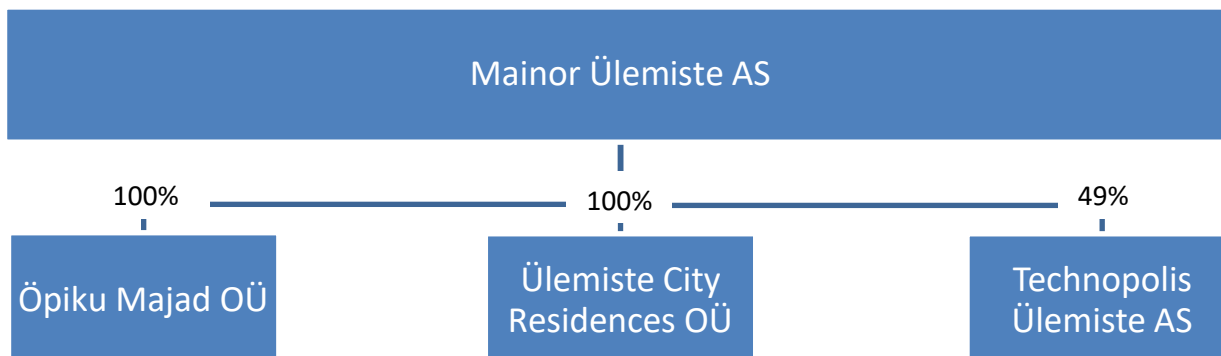 Mainor Ülemiste AS
100%
100%
49%
Öpiku Majad OÜ
Ülemiste City
Residences OÜ
Technopolis
Ülemiste AS